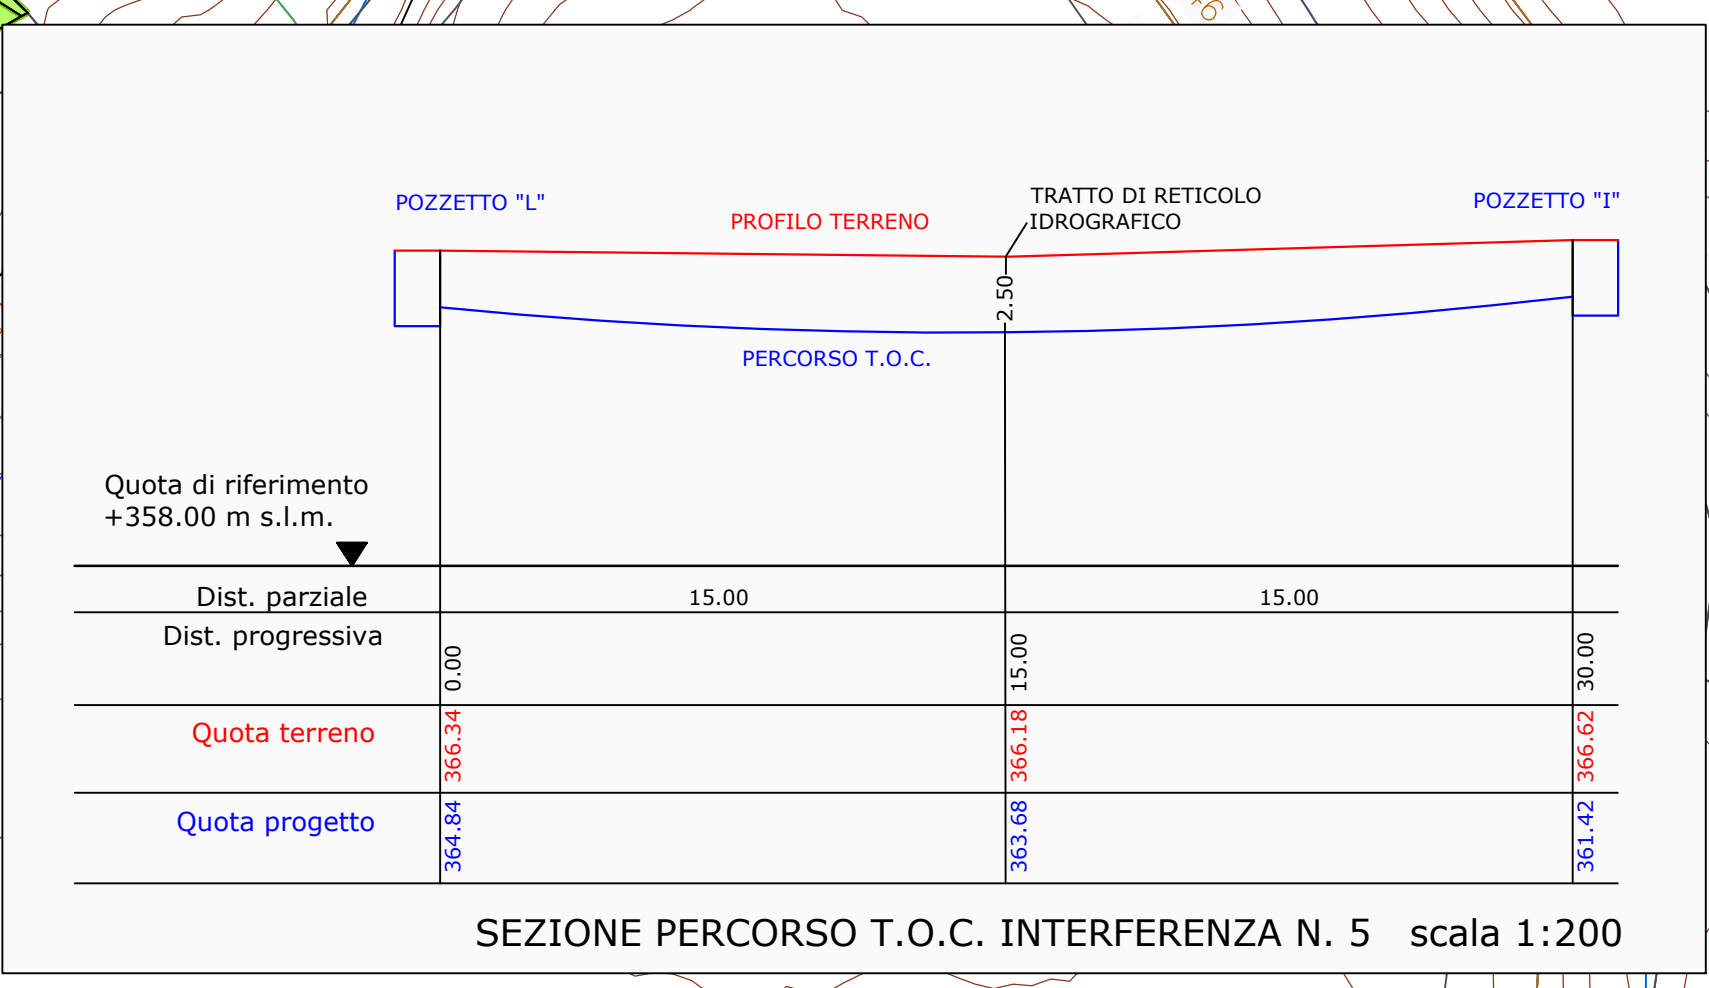 POZZETTO "L"
PROFILO TERRENO
TRATTO DI RETICOLO
IDROGRAFICO
POZZETTO "I"
2.50
PERCORSO T.O.C.
Quota di riferimento
+358.00 m s.l.m.
Dist. parziale 15.00 15.00
Dist. progressiva 0.00 15.00 30.00
Quota terreno 366.34 366.18 366.62
Quota progetto 364.84 363.68 361.42
SEZIONE PERCORSO T.O.C. INTERFERENZA N. 5 scala 1:200